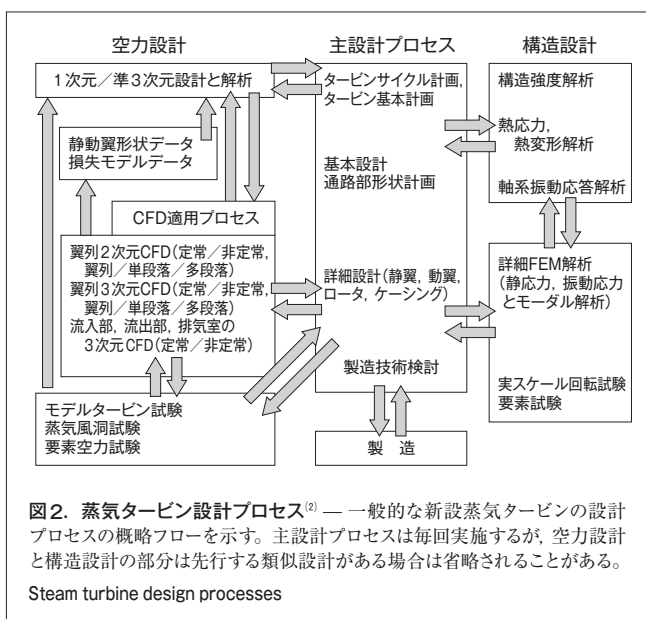 空力設計
主設計プロセス
構造設計
1次元／準3次元設計と解析
静動翼形状データ
損失モデルデータ
CFD適用プロセス
翼列2次元CFD(定常／非定常,
翼列／単段落／多段落)
翼列3次元CFD(定常／非定常,
翼列／単段落／多段落)
流入部, 流出部, 排気室の
3次元CFD(定常／非定常)
モデルタービン試験
蒸気風洞試験
要素空力試験
タービンサイクル計画,
タービン基本計画
基本設計
通路部形状計画
詳細設計(静翼, 動翼,
ロータ, ケーシング)
製造技術検討
製 造
構造強度解析
熱応力,
熱変形解析
軸系振動応答解析
詳細FEM解析
(静応力, 振動応力
とモーダル解析)
実スケール回転試験
要素試験
図2. 蒸気タービン設計プロセス(2) — 一般的な新設蒸気タービンの設計
プロセスの概略フローを示す。主設計プロセスは毎回実施するが, 空力設計
と構造設計の部分は先行する類似設計がある場合は省略されることがある。
Steam turbine design processes